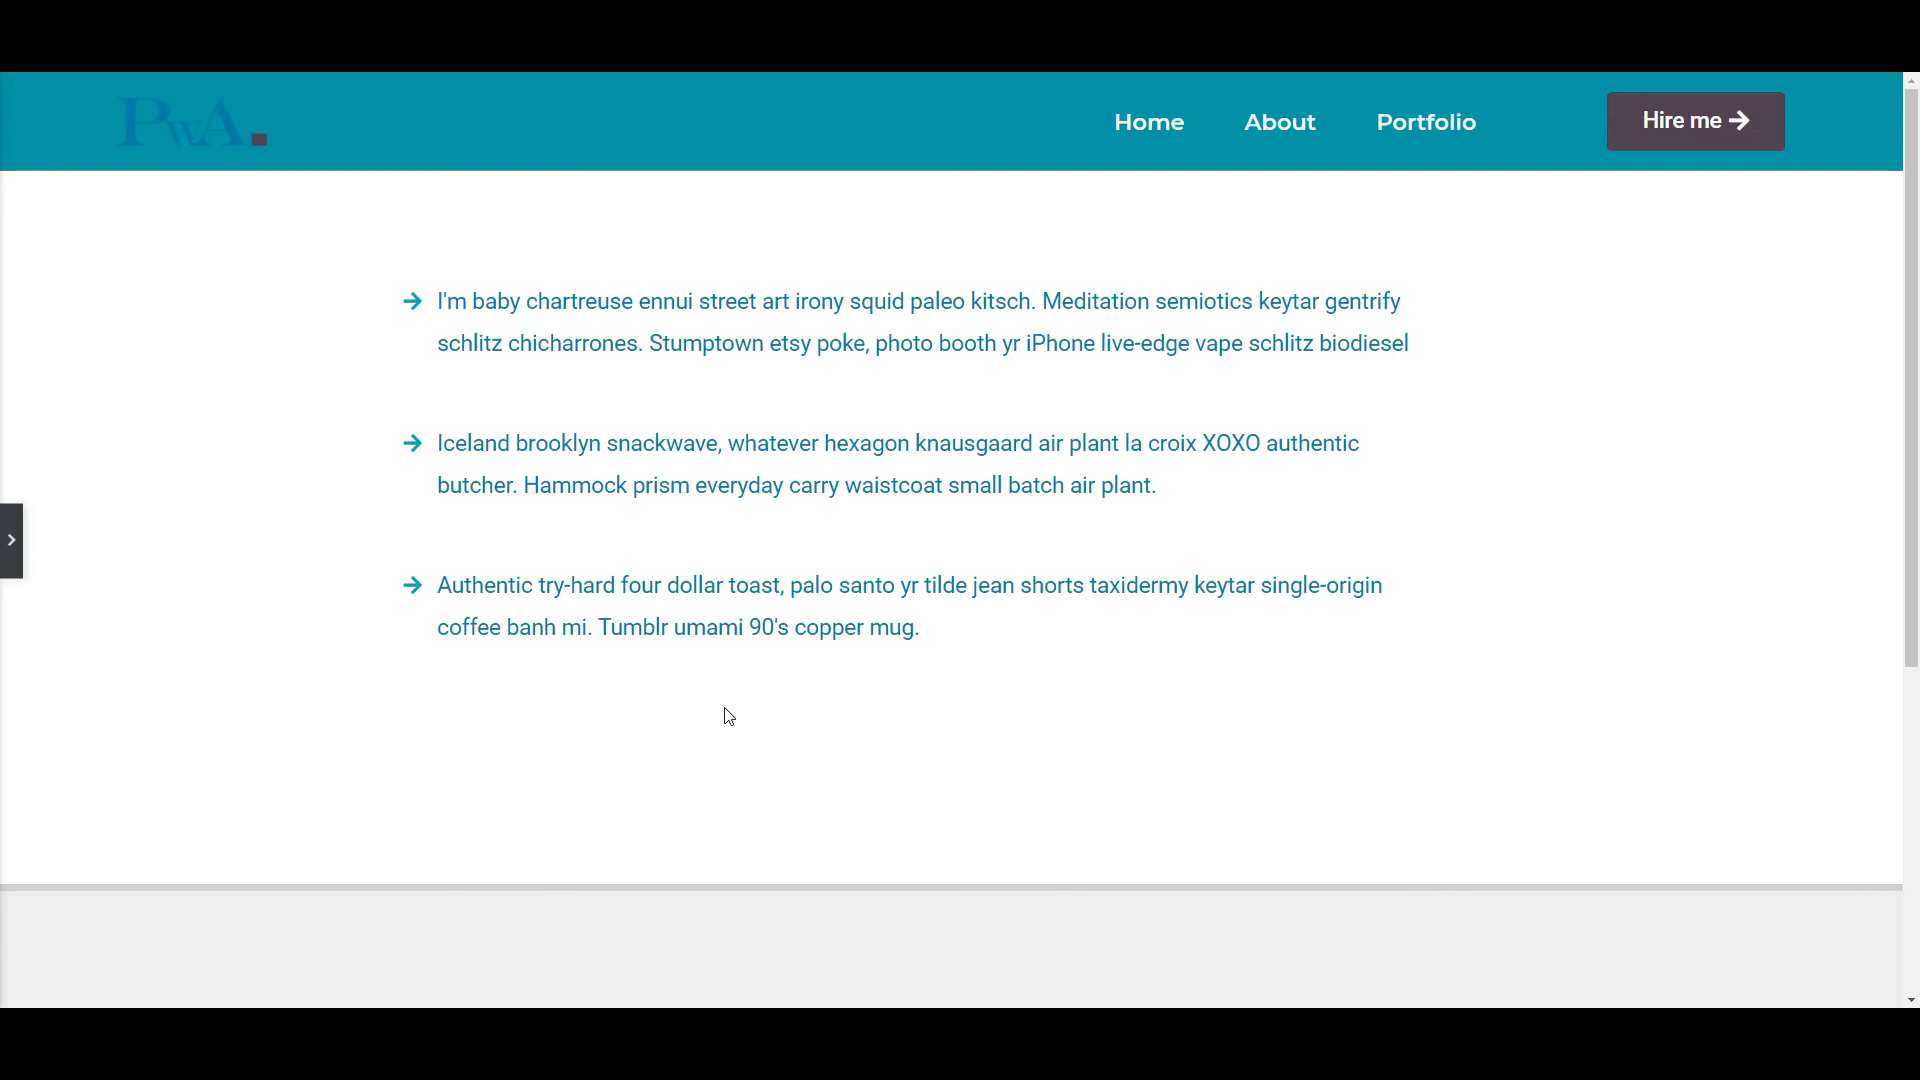 PwA.
Home
About
Portfolio
Hire me
I'm baby chartreuse ennui street art irony squid paleo kitsch. Meditation semiotics keytar gentrify
schlitz chicharrones. Stumptown etsy poke, photo booth yr iPhone live-edge vape schlitz biodiesel
Iceland brooklyn snackwave, whatever hexagon knausgaard air plant la croix XOXO authentic
butcher. Hammock prism everyday carry waistcoat small batch air plant.
Authentic try-hard four dollar toast, palo santo yr tilde jean shorts taxidermy keytar single-origin
coffee banh mi. Tumblr umami 90's copper mug.